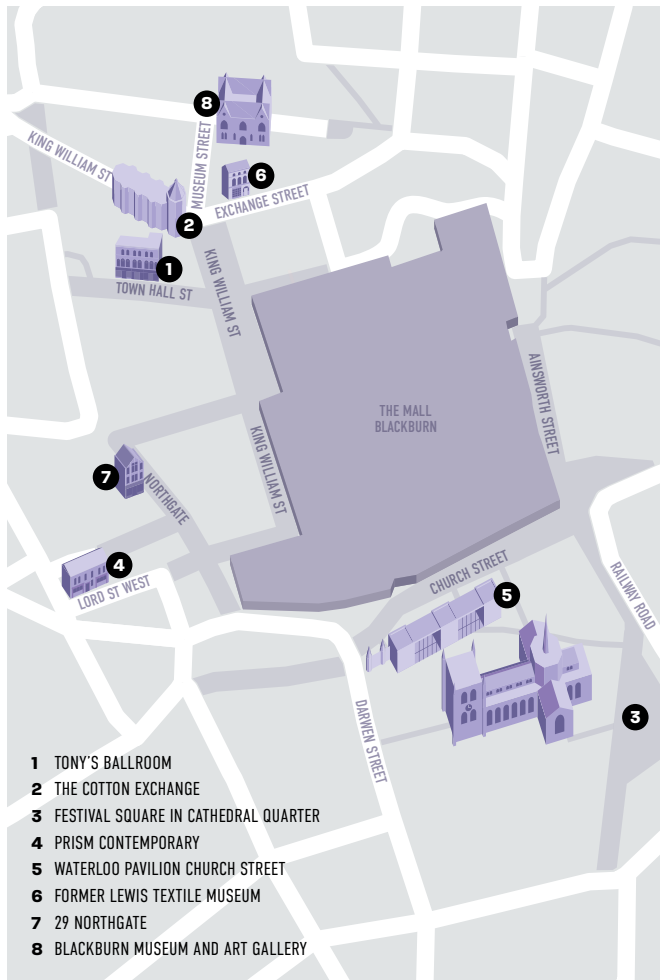 8
KING WILLIAM ST
MUSEUM STREET
6
EXCHANGE STREET
2
1
TOWN HALL ST
KING WILLIAM ST
AINSWORTH STREET
THE MALL
BLACKBURN
KING WILLIAM ST
7
NORTHGATE
4
LORD ST WEST
CHURCH STREET
5
RAILWAY ROAD
DARWEN STREET
3
1 TONY'S BALLROOM
2 THE COTTON EXCHANGE
3 FESTIVAL SQUARE IN CATHEDRAL QUARTER
4 PRISM CONTEMPORARY
5 WATERLOO PAVILION CHURCH STREET
6 FORMER LEWIS TEXTILE MUSEUM
7 29 NORTHGATE
8 BLACKBURN MUSEUM AND ART GALLERY